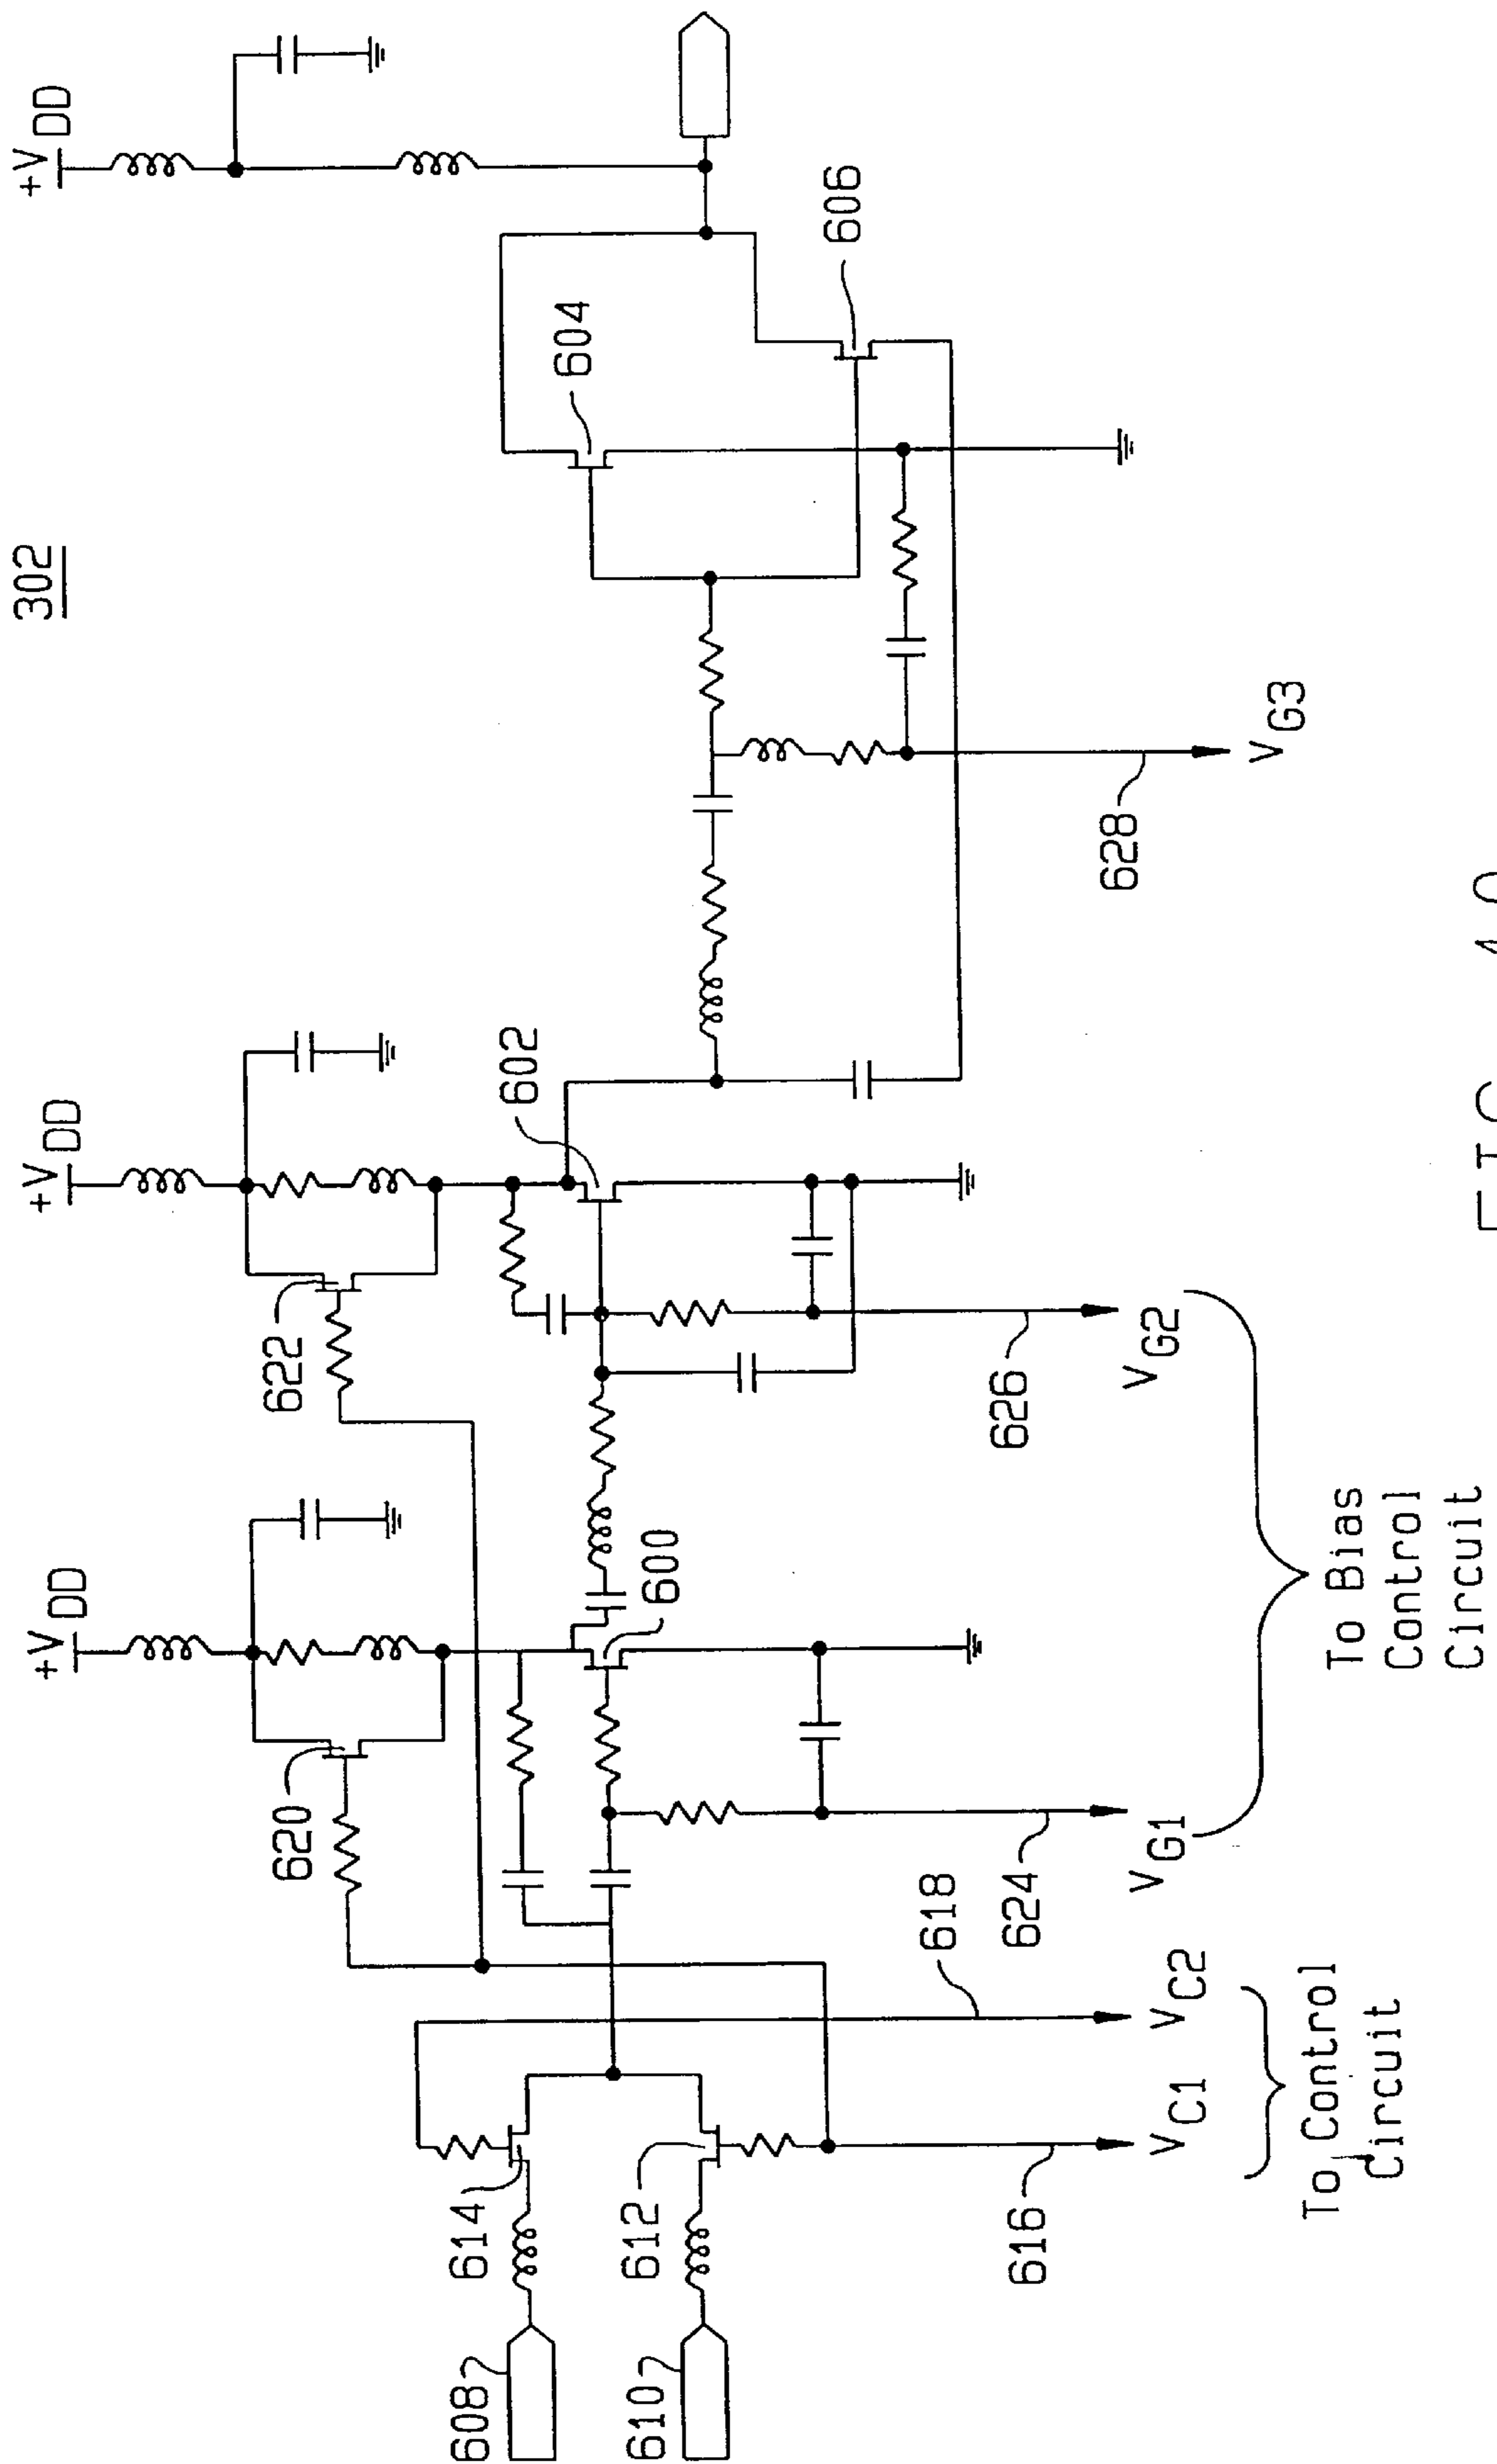 302
+VDD
+VDD
+VDD
620
622
602
604
606
600
608
614
610
612
616
VC1
618
VC2
To Control
Circuit
624
VG1
626
VG2
To Bias
Control
Circuit
628
VG3